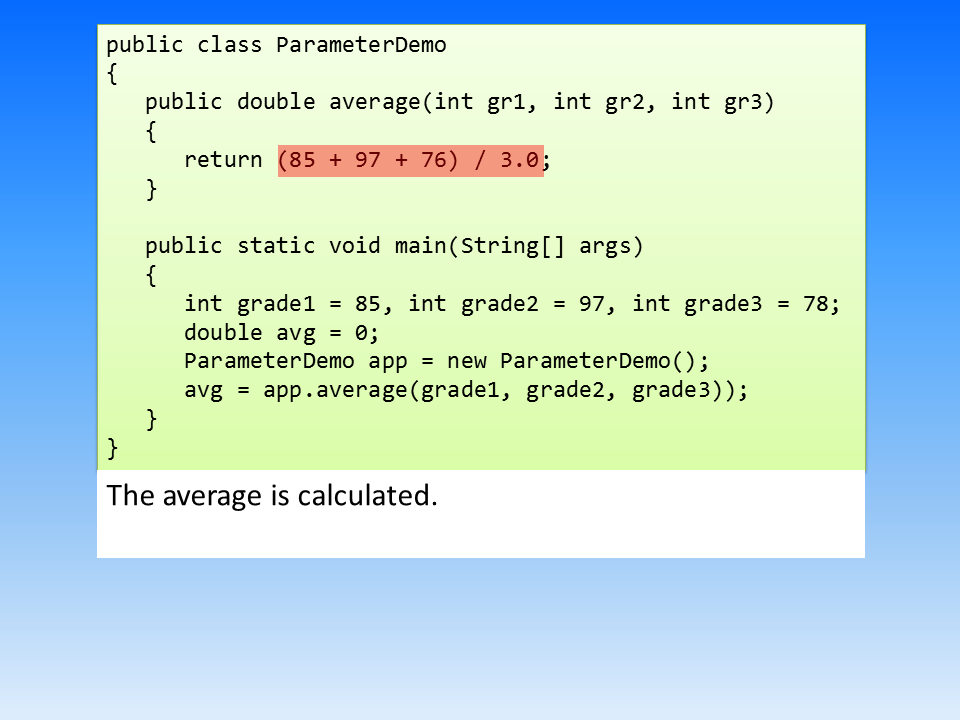 public class ParameterDemo
{
   public double average(int gr1, int gr2, int gr3)
   {
      return (85 + 97 + 76) / 3.0;
   }

   public static void main(String[] args)
   {
      int grade1 = 85, int grade2 = 97, int grade3 = 78;
      double avg = 0;
      ParameterDemo app = new ParameterDemo();
      avg = app.average(grade1, grade2, grade3));
   }
}
The average is calculated.